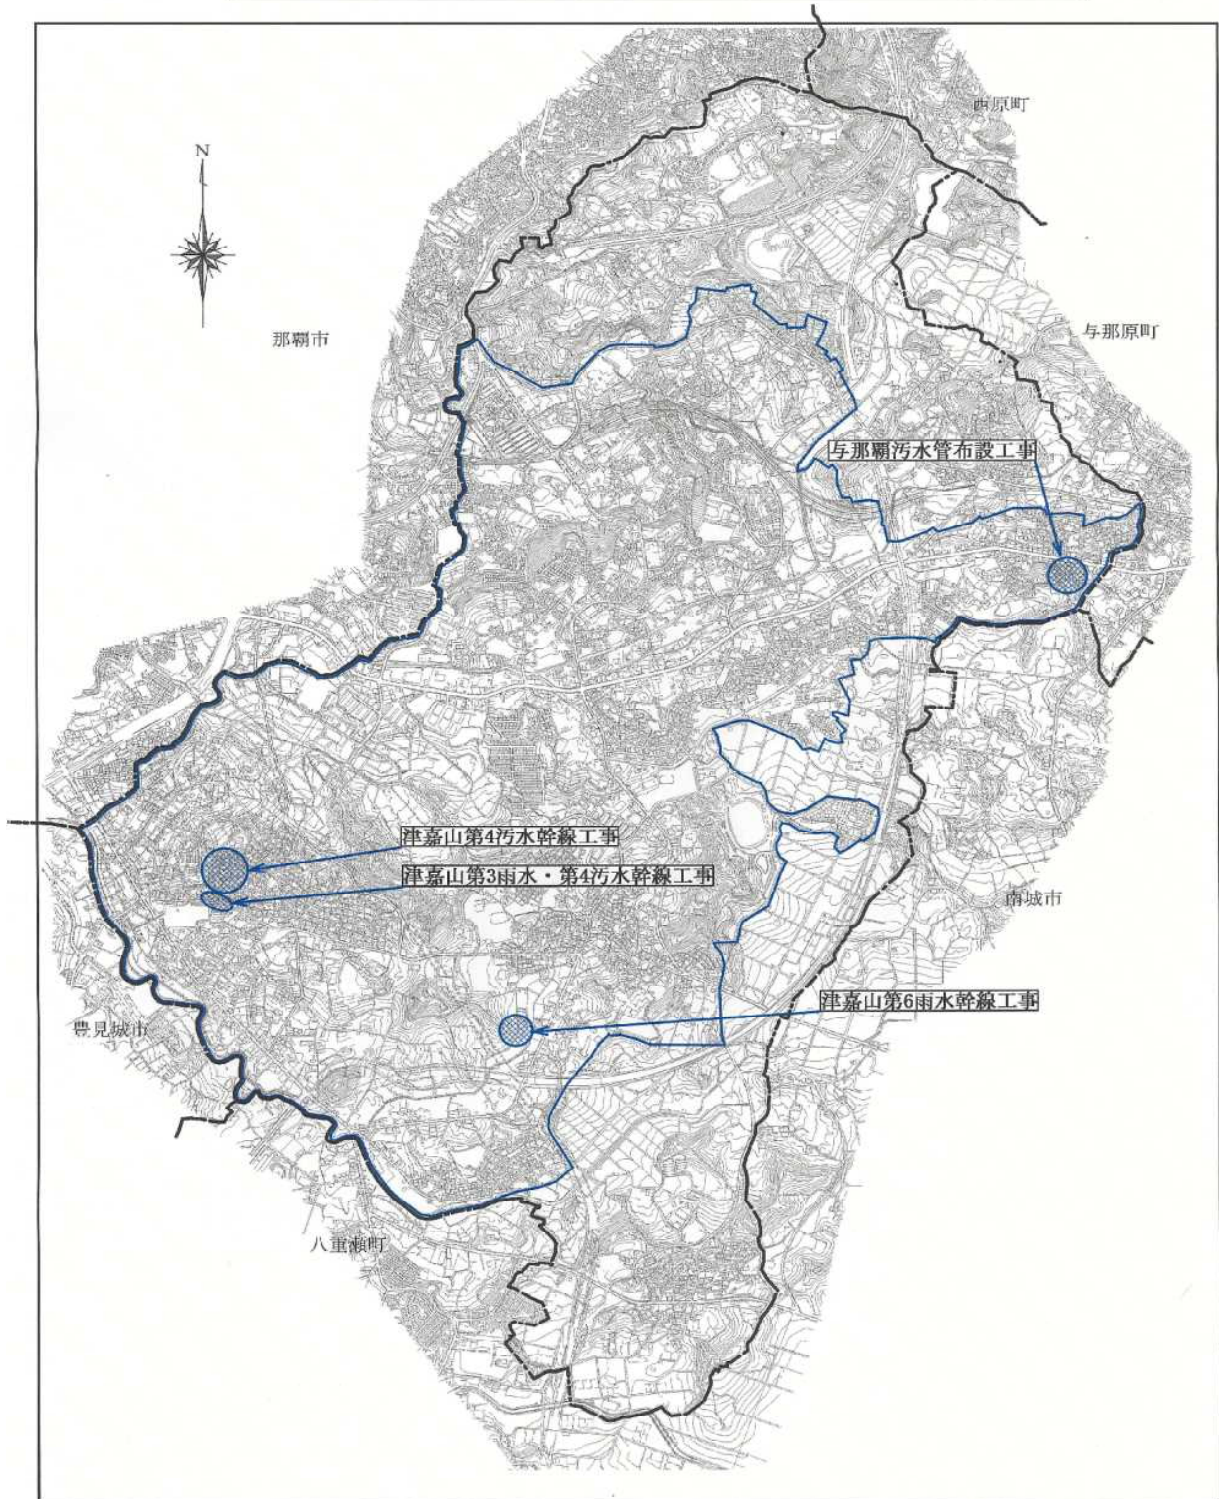 西原町
N
那覇市
与那原町
与那覇汚水管布設工事
津嘉山第4汚水幹線工事
津嘉山第3雨水・第4汚水幹線工事
南城市
津嘉山第6雨水幹線工事
豊見城市
八重瀬町